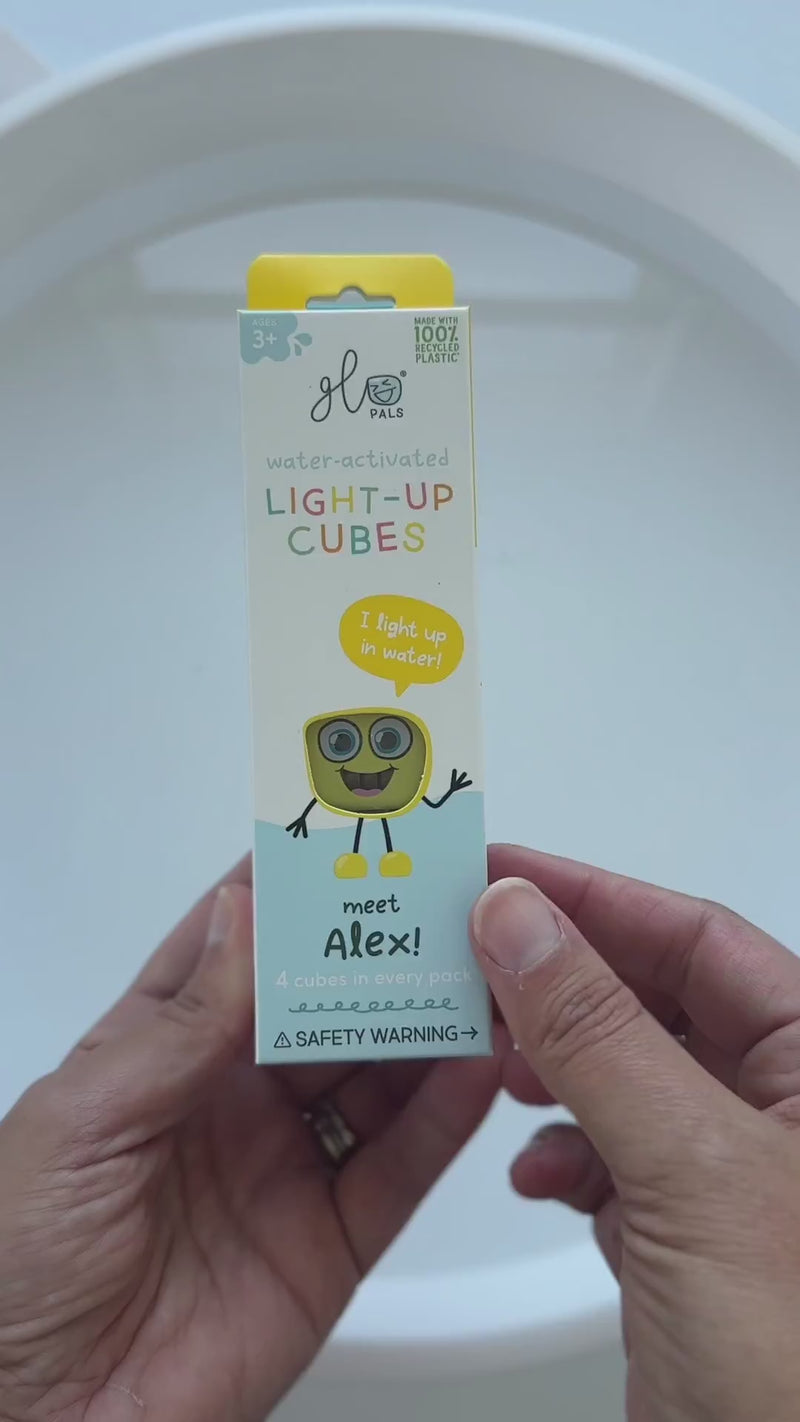 AGES
3+
MADE WITH
100%
RECYCLED
PLASTIC*
glo
PALS
water-activated
LIGHT-UP
CUBES
I light up
in water!
meet
Alex!
4 cubes in every pack
⚠ SAFETY WARNING→